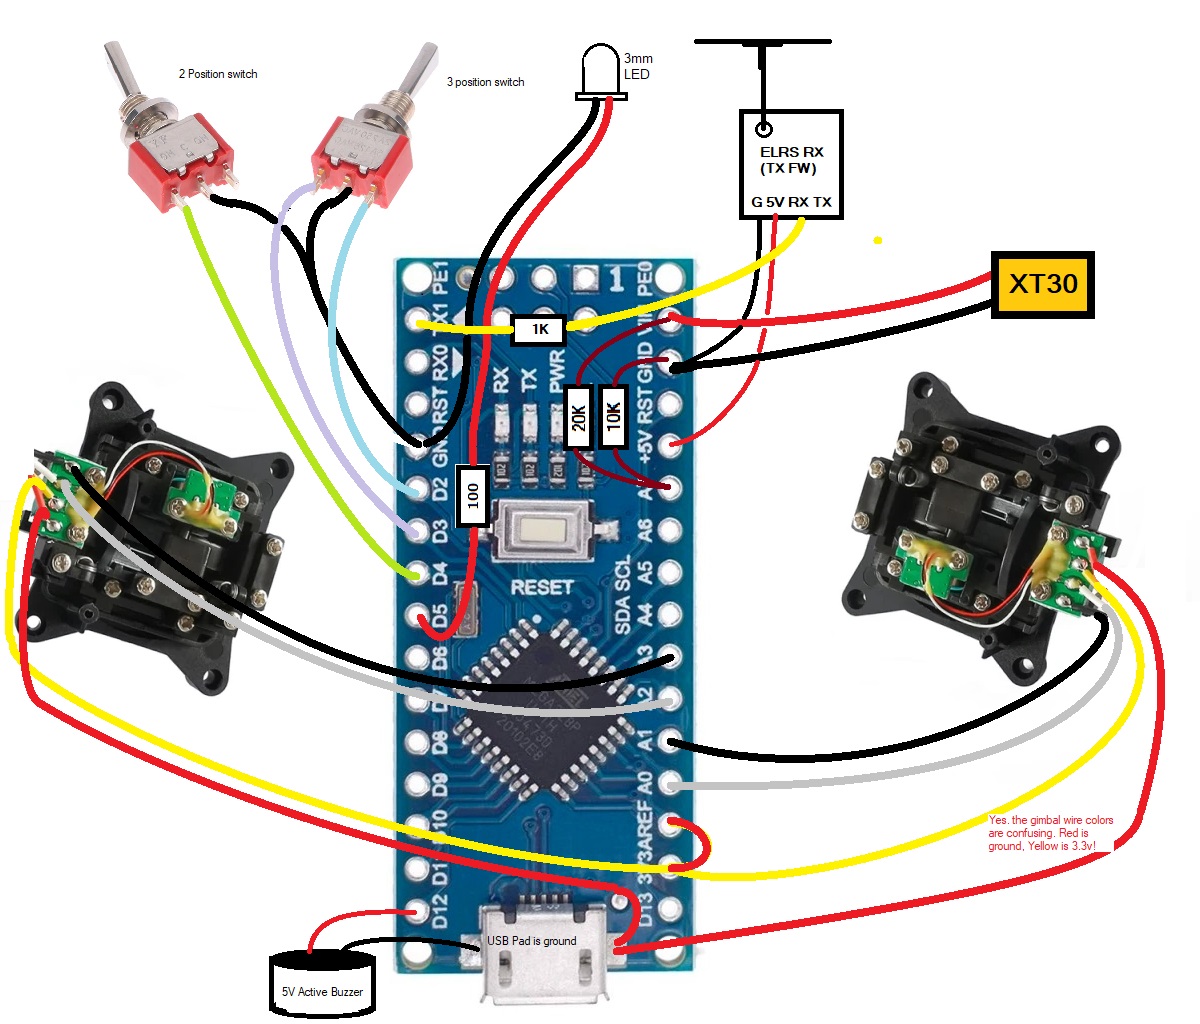 2 Position switch
3 position switch
3mm
LED
ELRS RX
(TX FW)
G 5V RX TX
XT30
1K
20K
10K
100
PE1
1
PE0
TX1
VIN
RX0
GND
RST
RX
TX
PWR
RST
GND
+5V
D2
D3
A6
D4
A5
D5
A4
D6
A3
D7
A2
D8
A1
D9
A0
D10
AREF
D12
D13
RESET
SDA SCL
Yes. the gimbal wire colors
are confusing. Red is
ground, Yellow is 3.3v!
USB Pad is ground
5V Active Buzzer